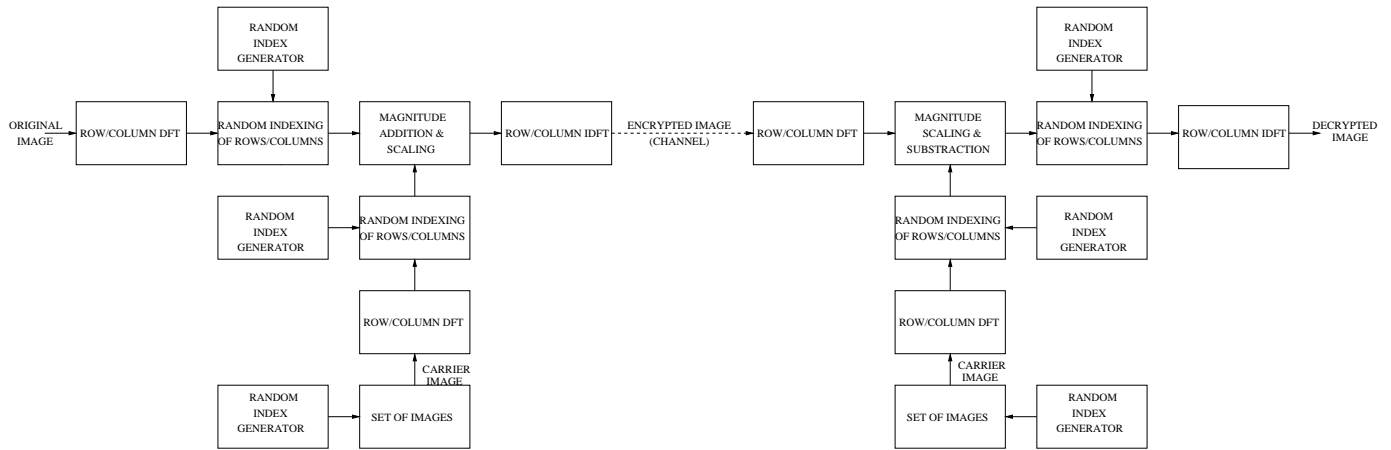 RANDOM
INDEX
GENERATOR
RANDOM
INDEX
GENERATOR
ORIGINAL
IMAGE
ROW/COLUMN DFT
RANDOM INDEXING
OF ROWS/COLUMNS
MAGNITUDE
ADDITION &
SCALING
ROW/COLUMN IDFT
ENCRYPTED IMAGE
(CHANNEL)
ROW/COLUMN DFT
MAGNITUDE
SCALING &
SUBSTRACTION
RANDOM INDEXING
OF ROWS/COLUMNS
ROW/COLUMN IDFT
DECRYPTED
IMAGE
RANDOM
INDEX
GENERATOR
RANDOM INDEXING
OF ROWS/COLUMNS
RANDOM INDEXING
OF ROWS/COLUMNS
RANDOM
INDEX
GENERATOR
ROW/COLUMN DFT
ROW/COLUMN DFT
CARRIER
IMAGE
CARRIER
IMAGE
RANDOM
INDEX
GENERATOR
SET OF IMAGES
SET OF IMAGES
RANDOM
INDEX
GENERATOR